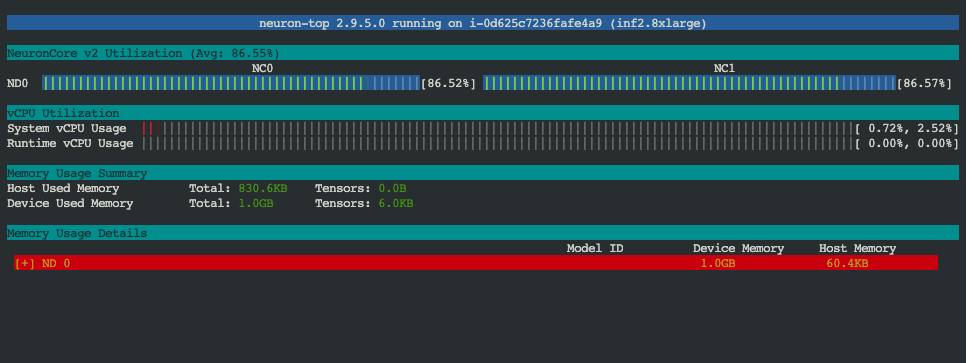 neuron-top 2.9.5.0 running on i-0d625c7236fafe4a9 (inf2.8xlarge)
NeuronCore v2 Utilization (Avg: 86.55%)
NC0 NC1
ND0 [86.52%] [86.57%]
vCPU Utilization
System vCPU Usage [ 0.72%, 2.52%]
Runtime vCPU Usage [ 0.00%, 0.00%]
Memory Usage Summary
Host Used Memory Total: 830.6KB Tensors: 0.0B
Device Used Memory Total: 1.0GB Tensors: 6.0KB
Memory Usage Details
Model ID Device Memory Host Memory
[+] ND 0 1.0GB 60.4KB